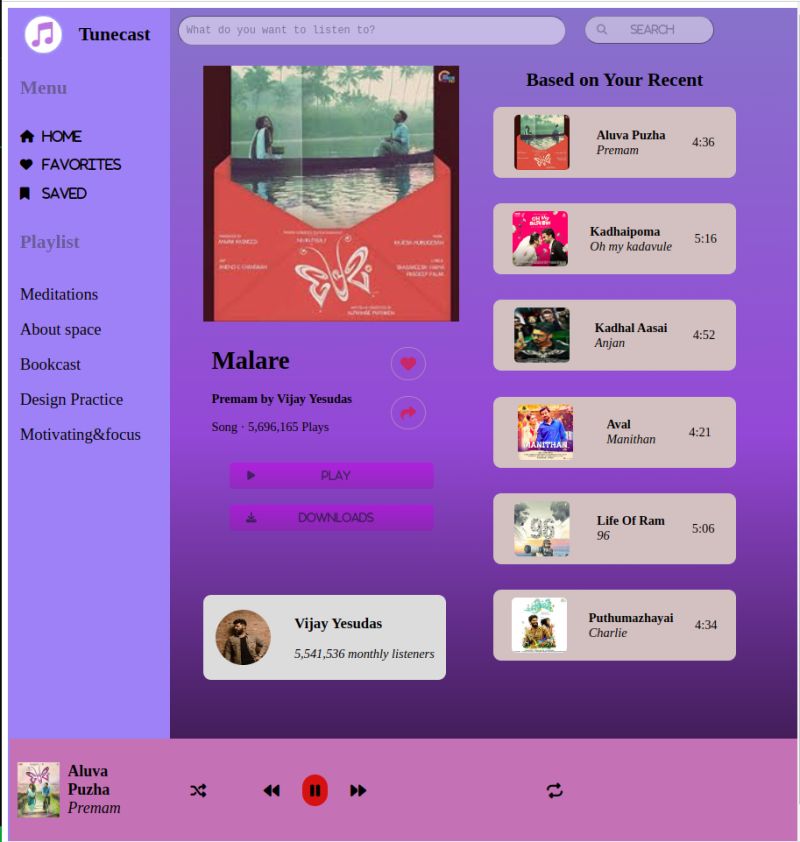 Tunecast
What do you want to listen to?
SEARCH
Menu
HOME
FAVORITES
SAVED
Playlist
Meditations
About space
Bookcast
Design Practice
Motivating&focus
Malare
Premam by Vijay Yesudas
Song · 5,696,165 Plays
PLAY
DOWNLOADS
Vijay Yesudas
5,541,536 monthly listeners
Based on Your Recent
Aluva Puzha
Premam
4:36
Kadhaipoma
Oh my kadavule
5:16
Kadhal Aasai
Anjan
4:52
MANITHAN
Aval
Manithan
4:21
96
Life Of Ram
96
5:06
Puthumazhayai
Charlie
4:34
Aluva
Puzha
Premam